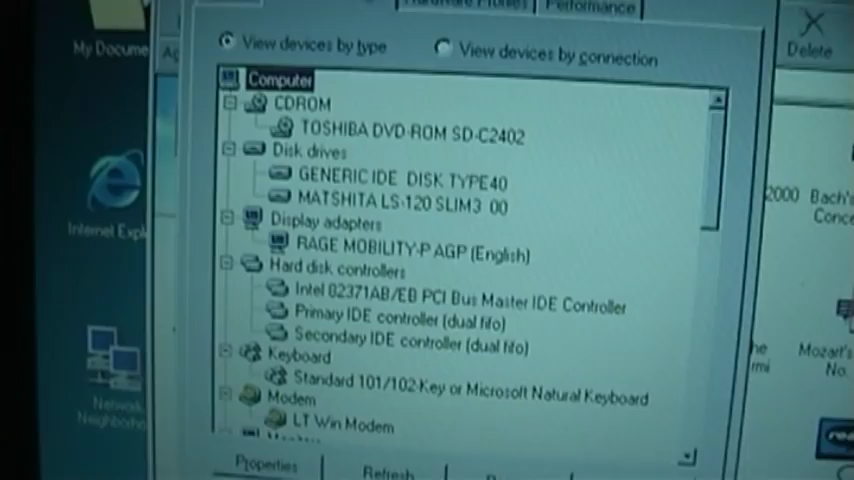 Hardware Profiles
Performance
My Docume
View devices by type
View devices by connection
Delete
Computer
CDROM
TOSHIBA DVD-ROM SD-C2402
Disk drives
GENERIC IDE DISK TYPE40
MATSHITA LS-120 SLIM3 00
2000
Bach's
Conce
Internet Expl
Display adapters
RAGE MOBILITY-P AGP (English)
Hard disk controllers
Intel 82371AB/EB PCI Bus Master IDE Controller
Primary IDE controller (dual fifo)
Secondary IDE controller (dual fifo)
Mozart's
No.
Keyboard
Standard 101/102-Key or Microsoft Natural Keyboard
Network
Neighborho
Modem
LT Win Modem
Properties
Refresh